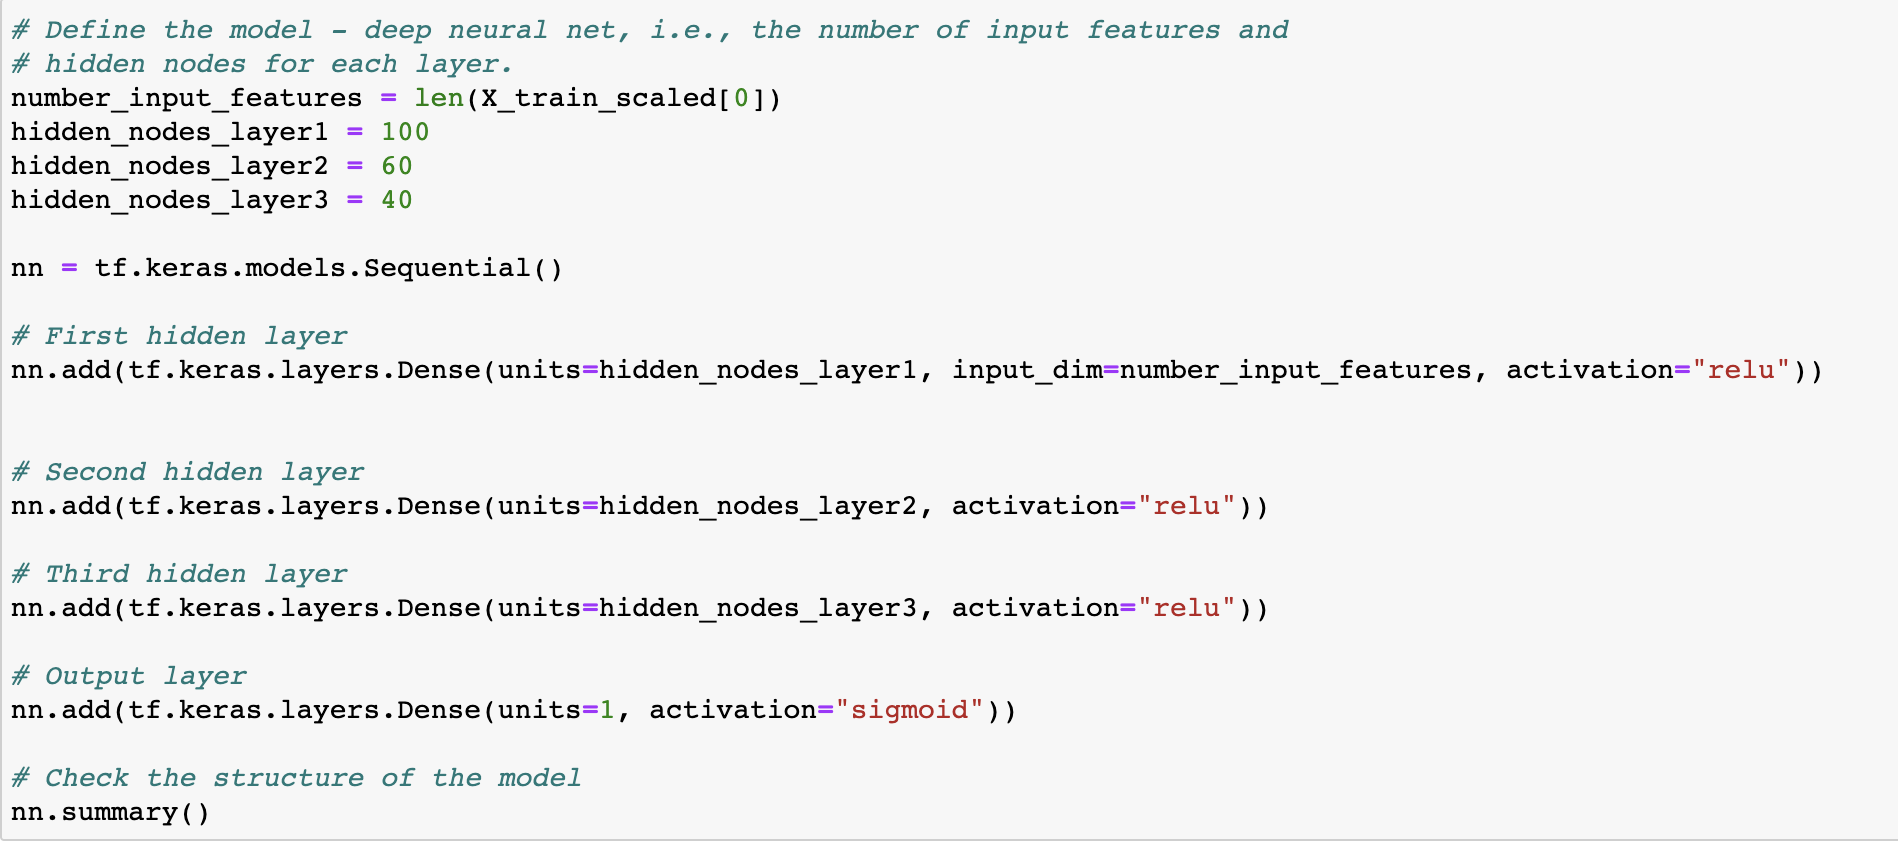 # Define the model – deep neural net, i.e., the number of input features and
# hidden nodes for each layer.
number_input_features = len(X_train_scaled[0])
hidden_nodes_layer1 = 100
hidden_nodes_layer2 = 60
hidden_nodes_layer3 = 40
nn = tf.keras.models.Sequential()
# First hidden layer
nn.add(tf.keras.layers.Dense(units=hidden_nodes_layer1, input_dim=number_input_features, activation="relu"))
# Second hidden layer
nn.add(tf.keras.layers.Dense(units=hidden_nodes_layer2, activation="relu"))
# Third hidden layer
nn.add(tf.keras.layers.Dense(units=hidden_nodes_layer3, activation="relu"))
# Output layer
nn.add(tf.keras.layers.Dense(units=1, activation="sigmoid"))
# Check the structure of the model
nn.summary()